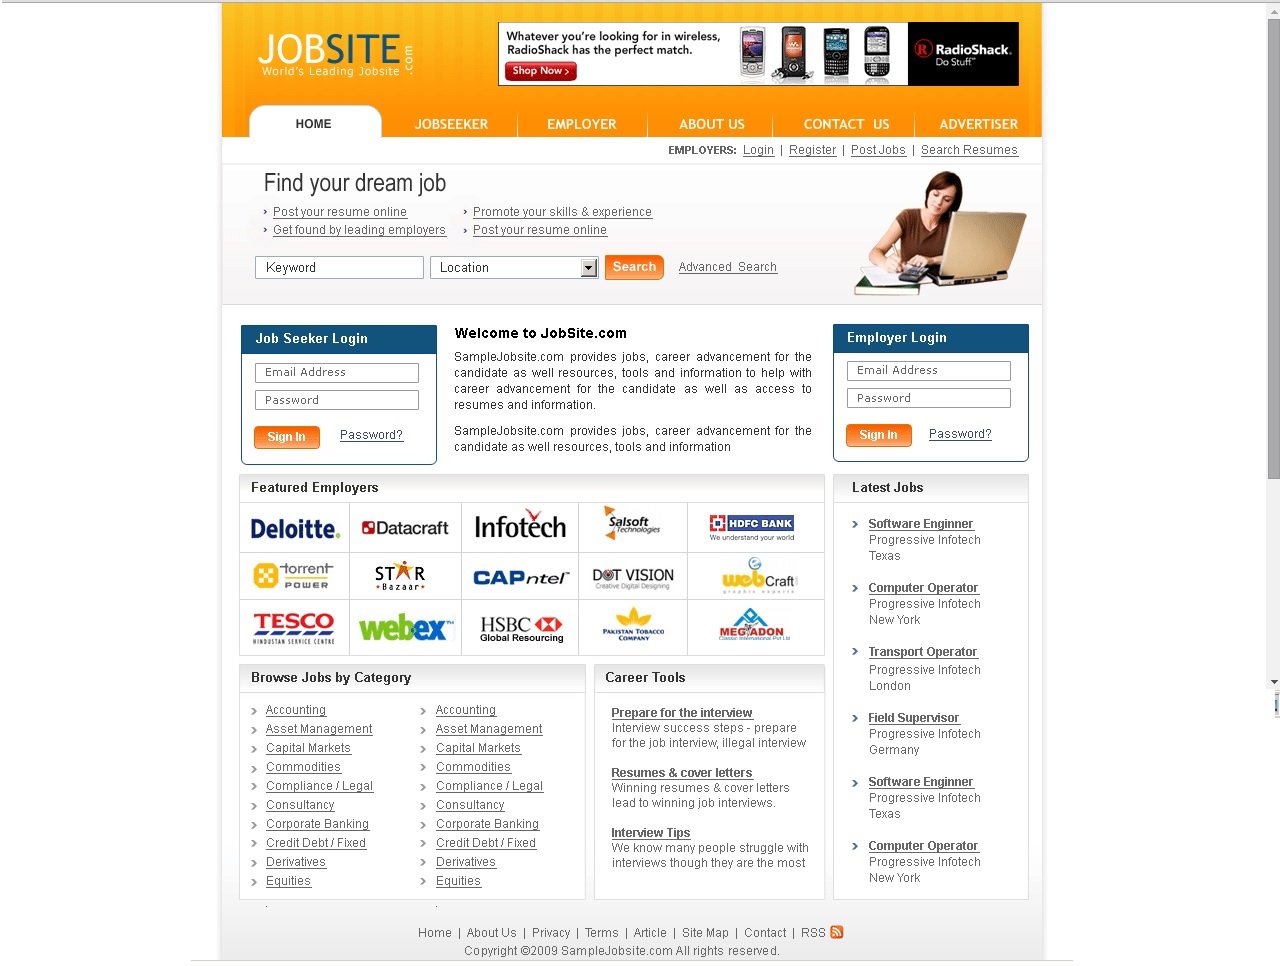 JOBSITE.com
World's Leading Jobsite
Whatever you're looking for in wireless,
RadioShack has the perfect match.
Shop Now >
R RadioShack.
Do Stuff™
HOME JOBSEEKER EMPLOYER ABOUT US CONTACT US ADVERTISER
EMPLOYERS: Login | Register | Post Jobs | Search Resumes
Find your dream job
Post your resume online Promote your skills & experience
Get found by leading employers Post your resume online
Keyword Location Search Advanced Search
Job Seeker Login
Email Address
Password
Sign In Password?
Welcome to JobSite.com
SampleJobsite.com provides jobs, career advancement for the
candidate as well resources, tools and information to help with
career advancement for the candidate as well as access to
resumes and information.
SampleJobsite.com provides jobs, career advancement for the
candidate as well resources, tools and information
Employer Login
Email Address
Password
Sign In Password?
Featured Employers
Deloitte. Datacraft Infotech Salsoft Technologies HDFC BANK We understand your world
torrent POWER STAR Bazaar CAPntel™ DOT VISION Creative Digital Designing webCraft graphic experts
TESCO HINDUSTAN SERVICE CENTRE webex™ HSBC Global Resourcing PAKISTAN TOBACCO COMPANY MEGADON Classic International Pvt Ltd
Latest Jobs
Software Enginner
Progressive Infotech
Texas
Computer Operator
Progressive Infotech
New York
Transport Operator
Progressive Infotech
London
Field Supervisor
Progressive Infotech
Germany
Software Enginner
Progressive Infotech
Texas
Computer Operator
Progressive Infotech
New York
Browse Jobs by Category
Accounting Accounting
Asset Management Asset Management
Capital Markets Capital Markets
Commodities Commodities
Compliance / Legal Compliance / Legal
Consultancy Consultancy
Corporate Banking Corporate Banking
Credit Debt / Fixed Credit Debt / Fixed
Derivatives Derivatives
Equities Equities
Career Tools
Prepare for the interview
Interview success steps - prepare
for the job interview, illegal interview
Resumes & cover letters
Winning resumes & cover letters
lead to winning job interviews.
Interview Tips
We know many people struggle with
interviews though they are the most
Home | About Us | Privacy | Terms | Article | Site Map | Contact | RSS
Copyright ©2009 SampleJobsite.com All rights reserved.